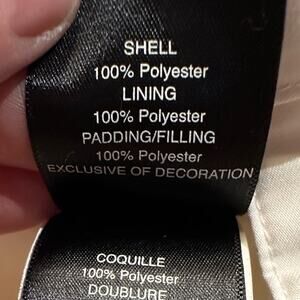 SHELL
100% Polyester
LINING
100% Polyester
PADDING/FILLING
100% Polyester
EXCLUSIVE OF DECORATION
COQUILLE
100% Polyester
DOUBLURE